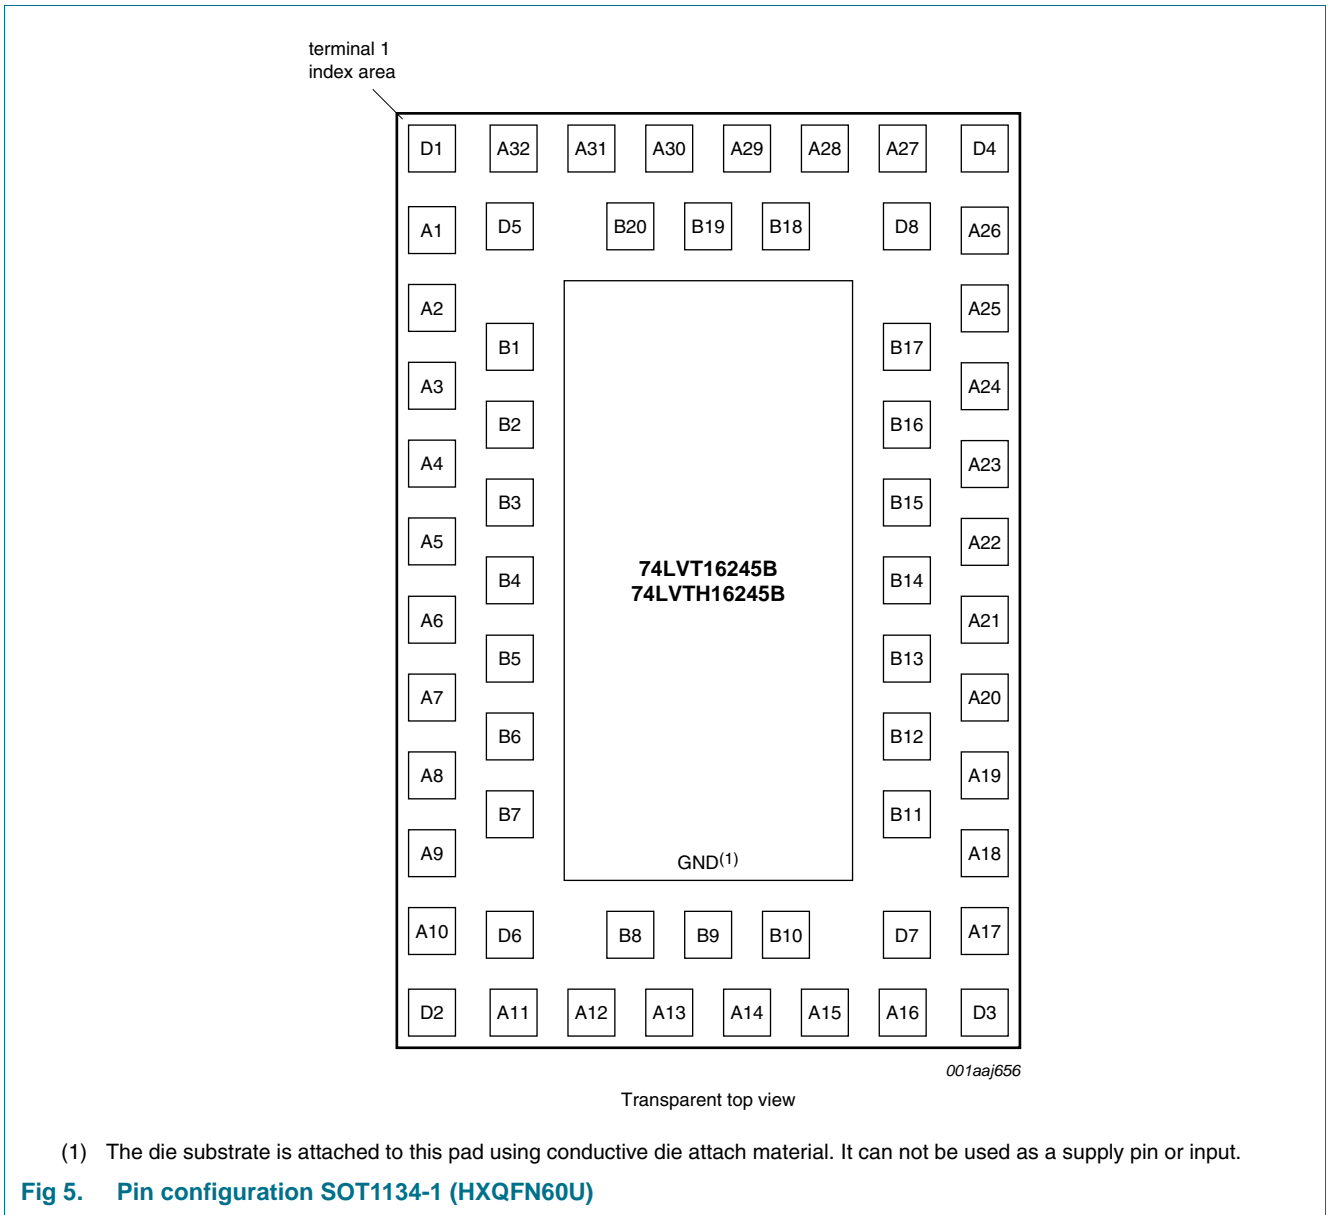 terminal 1
index area
D1 A32 A31 A30 A29 A28 A27 D4
A1 D5 B20 B19 B18 D8 A26
A2 A25
B1 B17
A3 A24
B2 B16
A4 A23
B3 B15
A5 A22
74LVT16245B
B4 B14
74LVTH16245B
A6 A21
B5 B13
A7 A20
B6 B12
A8 A19
B7 B11
A9 A18
GND(1)
A10 D6 B8 B9 B10 D7 A17
D2 A11 A12 A13 A14 A15 A16 D3
001aaj656
Transparent top view
(1) The die substrate is attached to this pad using conductive die attach material. It can not be used as a supply pin or input.
Fig 5. Pin configuration SOT1134-1 (HXQFN60U)